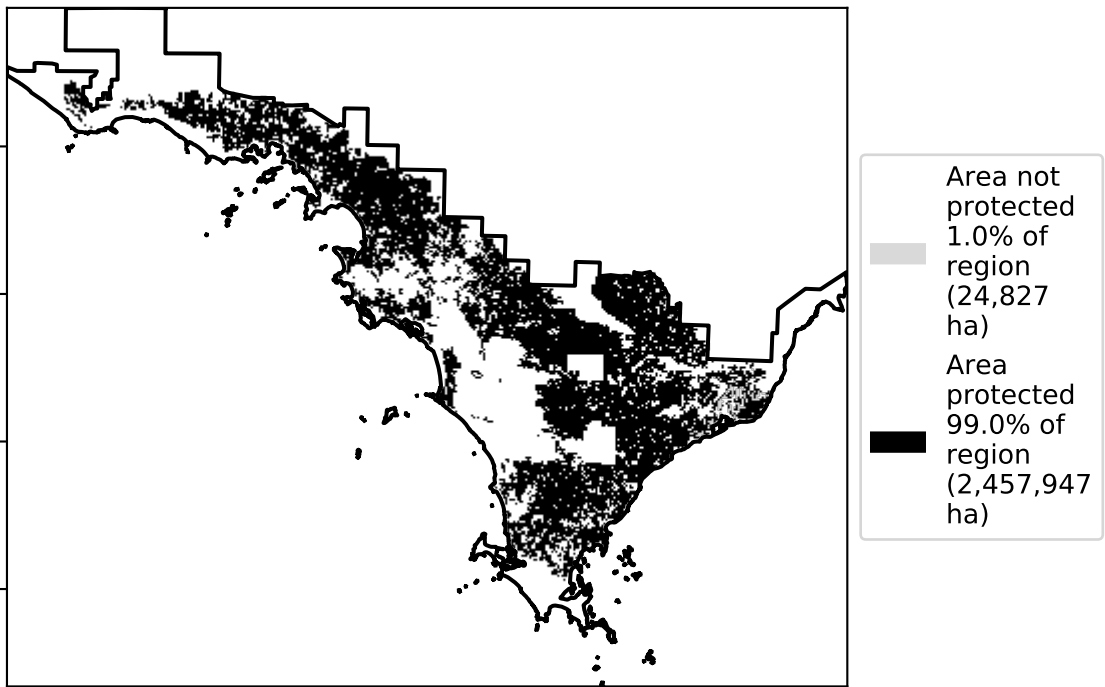 Area not
protected
1.0% of
region
(24,827
ha)
Area
protected
99.0% of
region
(2,457,947
ha)